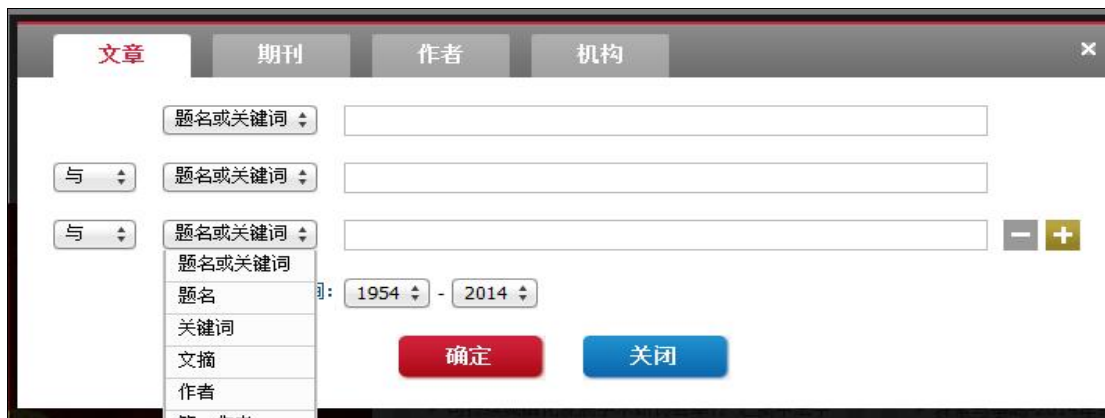 文章 期刊 作者 机构 ×
题名或关键词
与 题名或关键词
与 题名或关键词
题名或关键词
题名 1954 - 2014
关键词
文摘 确定 关闭
作者